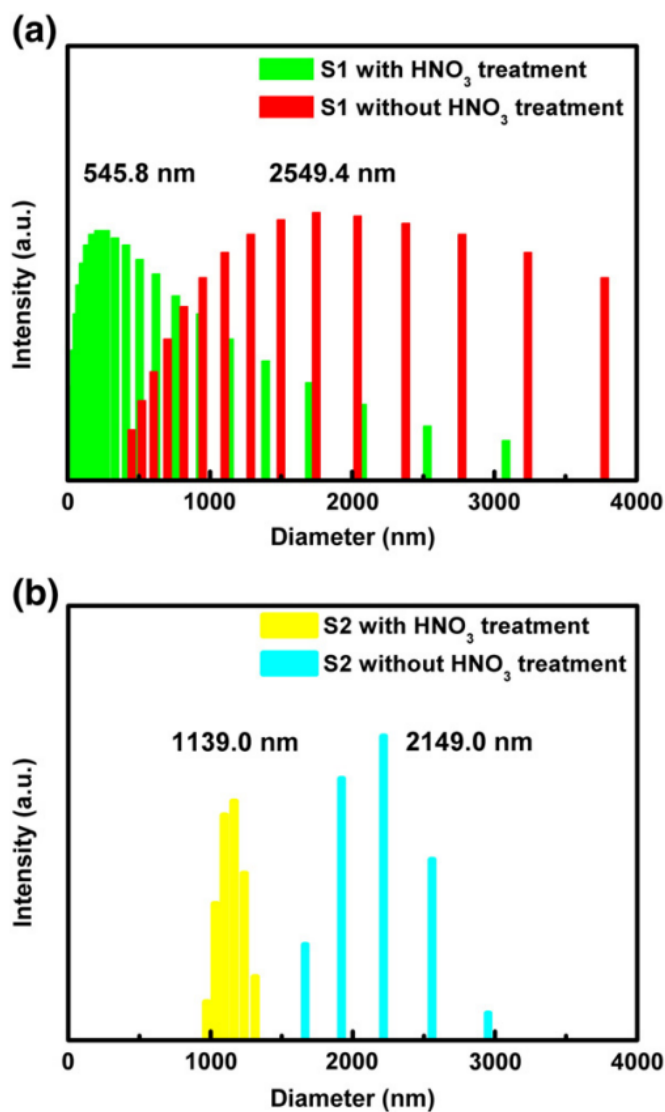 (a)
S1 with HNO₃ treatment
S1 without HNO₃ treatment
545.8 nm 2549.4 nm
Intensity (a.u.)
0 1000 2000 3000 4000
Diameter (nm)
(b)
S2 with HNO₃ treatment
S2 without HNO₃ treatment
1139.0 nm 2149.0 nm
Intensity (a.u.)
0 1000 2000 3000 4000
Diameter (nm)